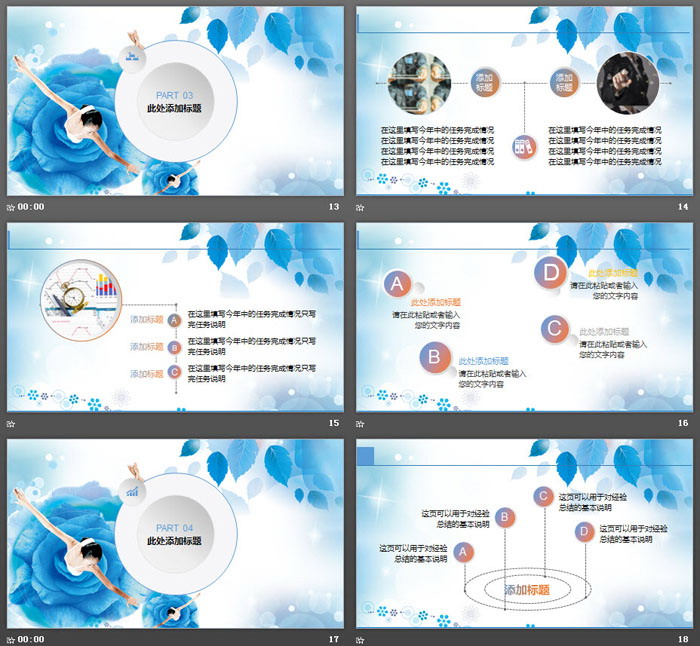 PART 03
此处添加标题
00:00
13
添加
标题
添加
标题
在这里填写今年中的任务完成情况
在这里填写今年中的任务完成情况
在这里填写今年中的任务完成情况
在这里填写今年中的任务完成情况
在这里填写今年中的任务完成情况
在这里填写今年中的任务完成情况
在这里填写今年中的任务完成情况
在这里填写今年中的任务完成情况
14
添加标题
A
在这里填写今年中的任务完成情况只写
完任务说明
添加标题
B
在这里填写今年中的任务完成情况只写
完任务说明
添加标题
C
在这里填写今年中的任务完成情况只写
完任务说明
15
A
此处添加标题
请在此粘贴或者输入
您的文字内容
B
此处添加标题
请在此粘贴或者输入
您的文字内容
D
此处添加标题
请在此粘贴或者输入
您的文字内容
C
此处添加标题
请在此粘贴或者输入
您的文字内容
16
PART 04
此处添加标题
00:00
17
这页可以用于对经验
总结的基本说明
A
这页可以用于对经验
总结的基本说明
B
C
这页可以用于对经验
总结的基本说明
D
这页可以用于对经验
总结的基本说明
添加标题
18